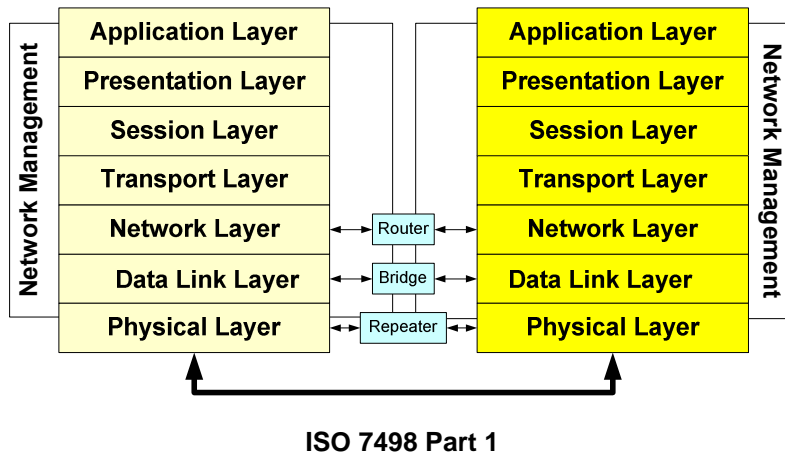 Network Management
Application Layer
Presentation Layer
Session Layer
Transport Layer
Network Layer
Data Link Layer
Physical Layer
Router
Bridge
Repeater
Application Layer
Presentation Layer
Session Layer
Transport Layer
Network Layer
Data Link Layer
Physical Layer
Network Management
ISO 7498 Part 1